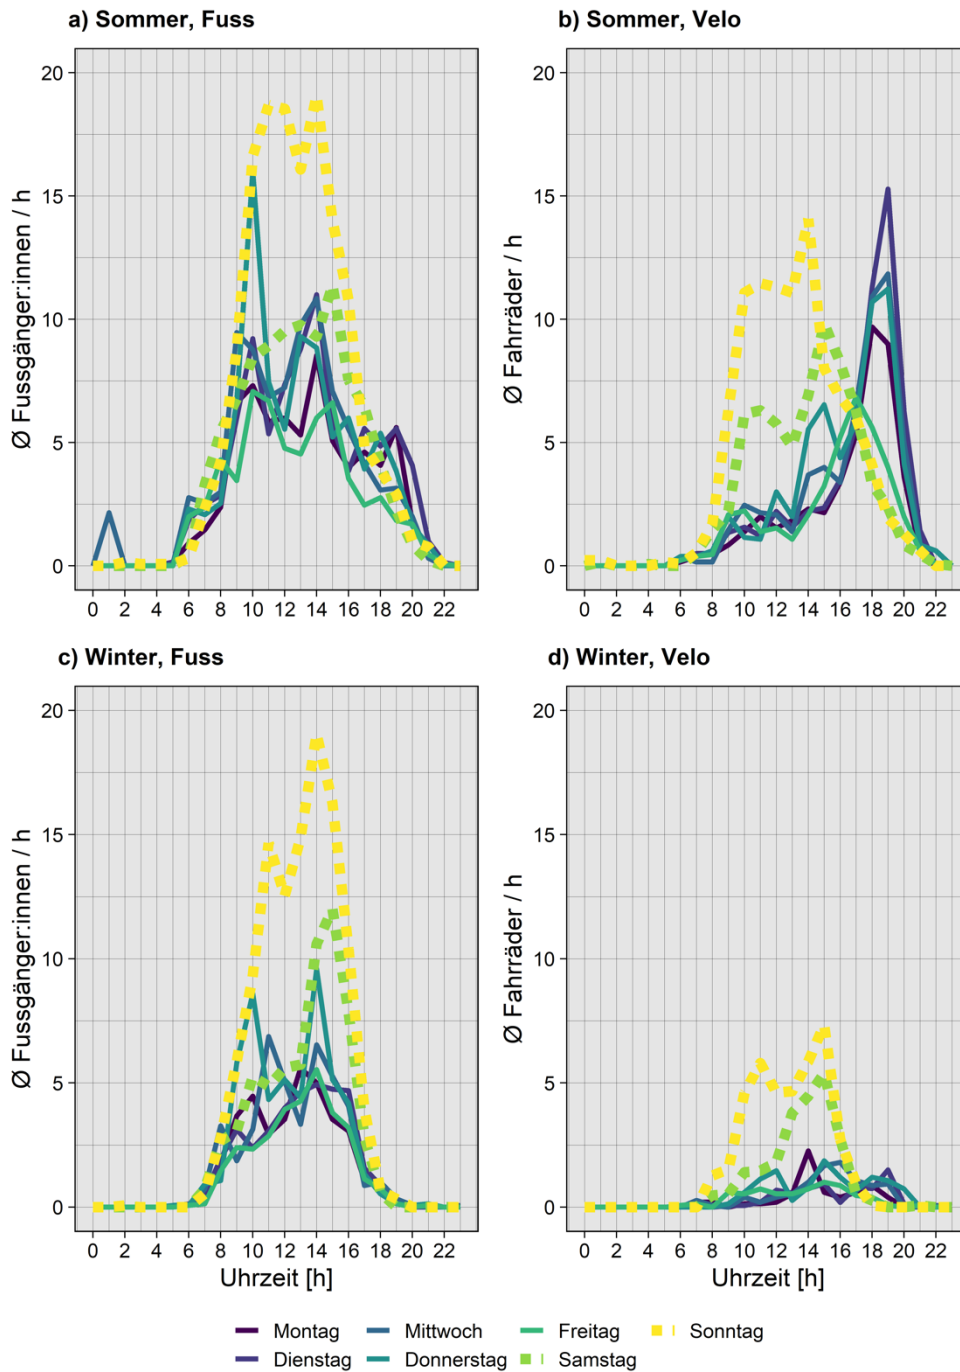 a) Sommer, Fuss
b) Sommer, Velo
20
15
10
5
0
Ø Fussgänger:innen / h
0 2 4 6 8 10 12 14 16 18 20 22
20
15
10
5
0
Ø Fahrräder / h
0 2 4 6 8 10 12 14 16 18 20 22
c) Winter, Fuss
d) Winter, Velo
20
15
10
5
0
Ø Fussgänger:innen / h
0 2 4 6 8 10 12 14 16 18 20 22
Uhrzeit [h]
20
15
10
5
0
Ø Fahrräder / h
0 2 4 6 8 10 12 14 16 18 20 22
Uhrzeit [h]
Montag Mittwoch Freitag Sonntag
Dienstag Donnerstag Samstag